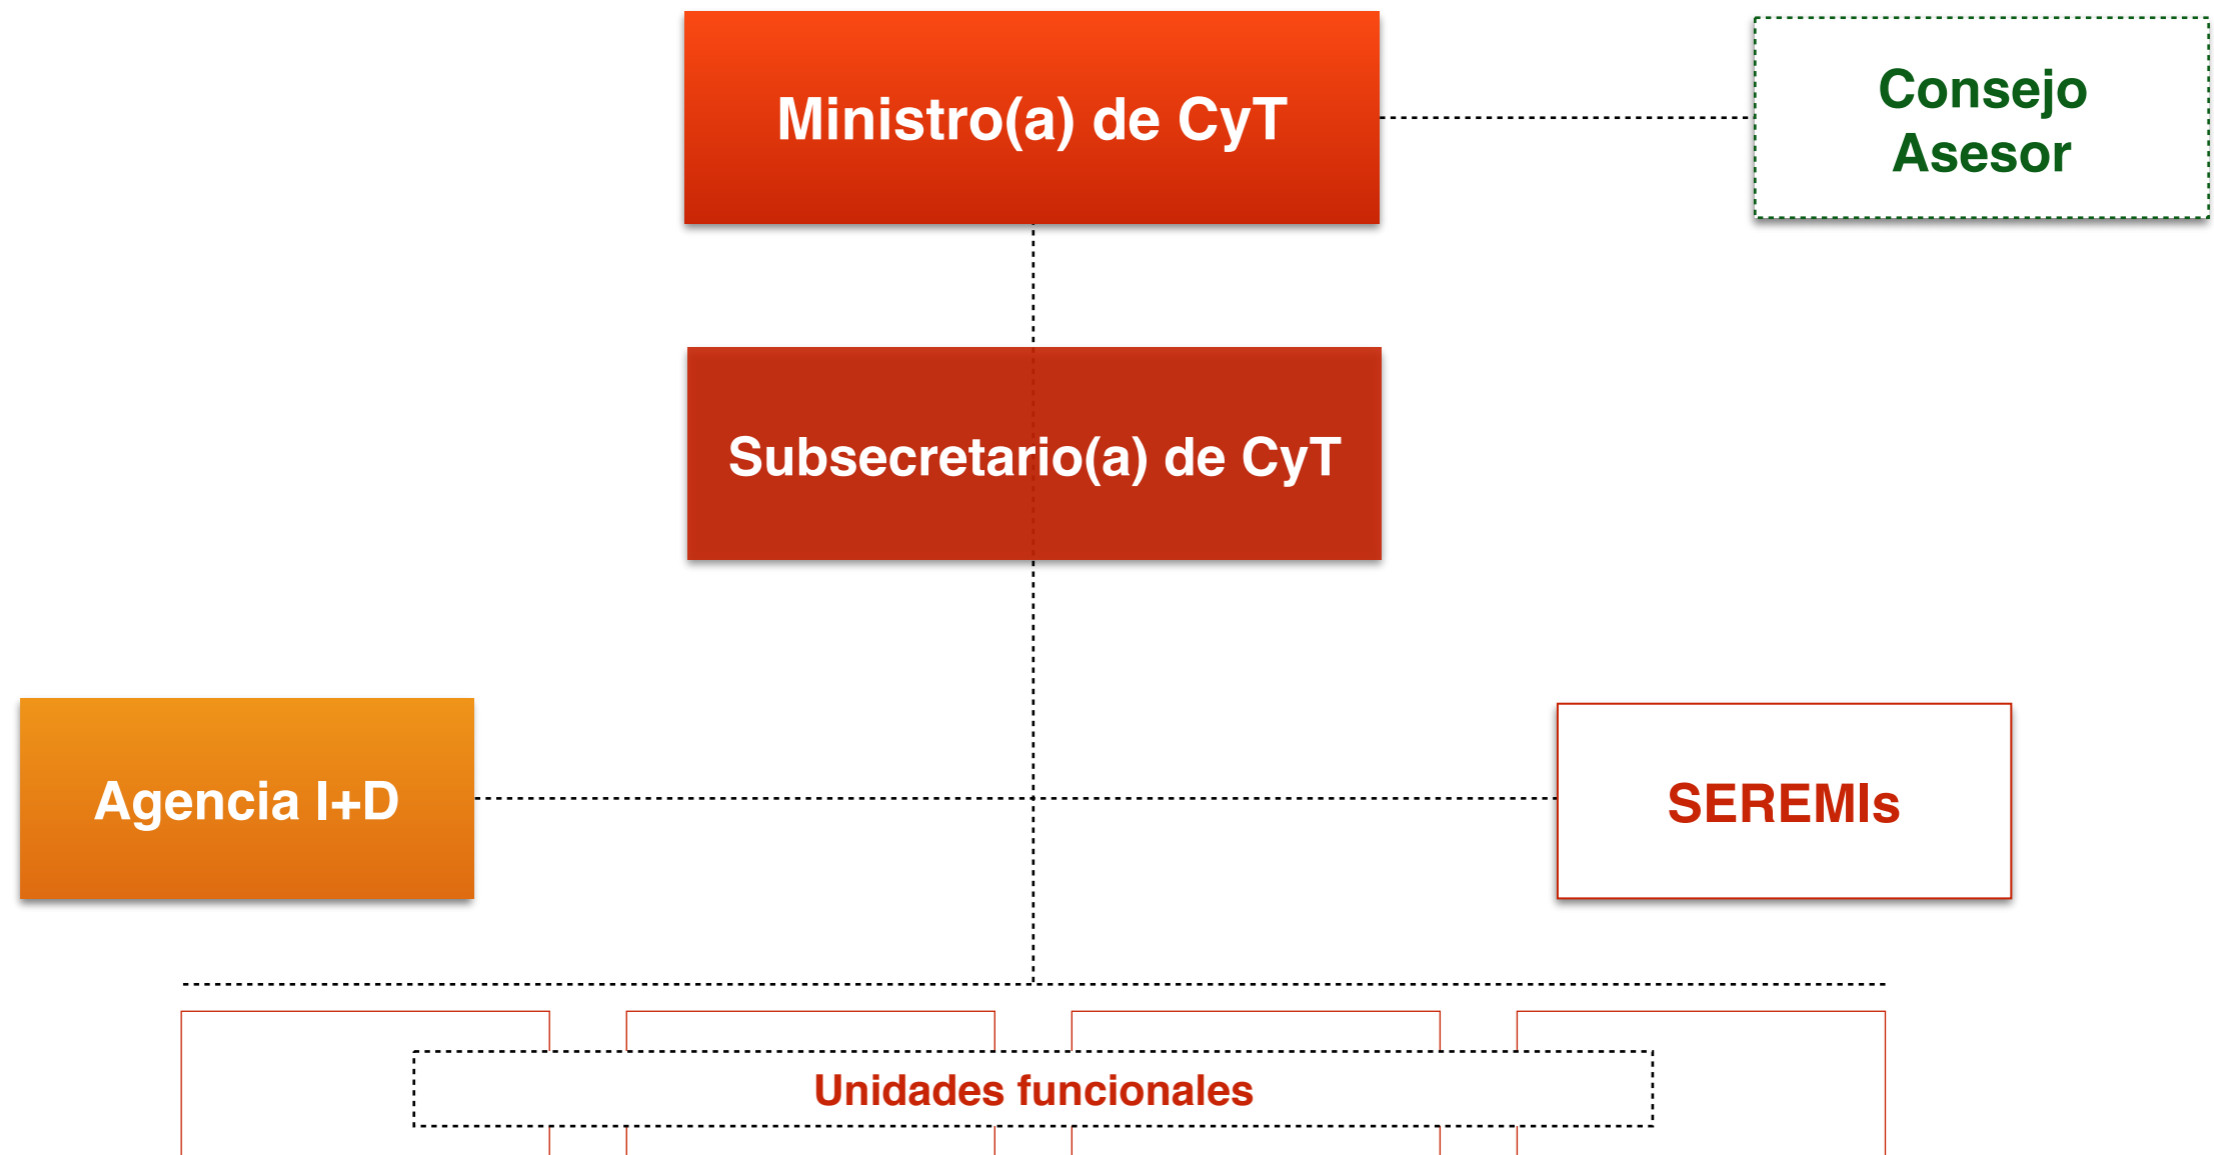 Ministro(a) de CyT
Consejo
Asesor
Subsecretario(a) de CyT
Agencia I+D
SEREMIs
Unidades funcionales